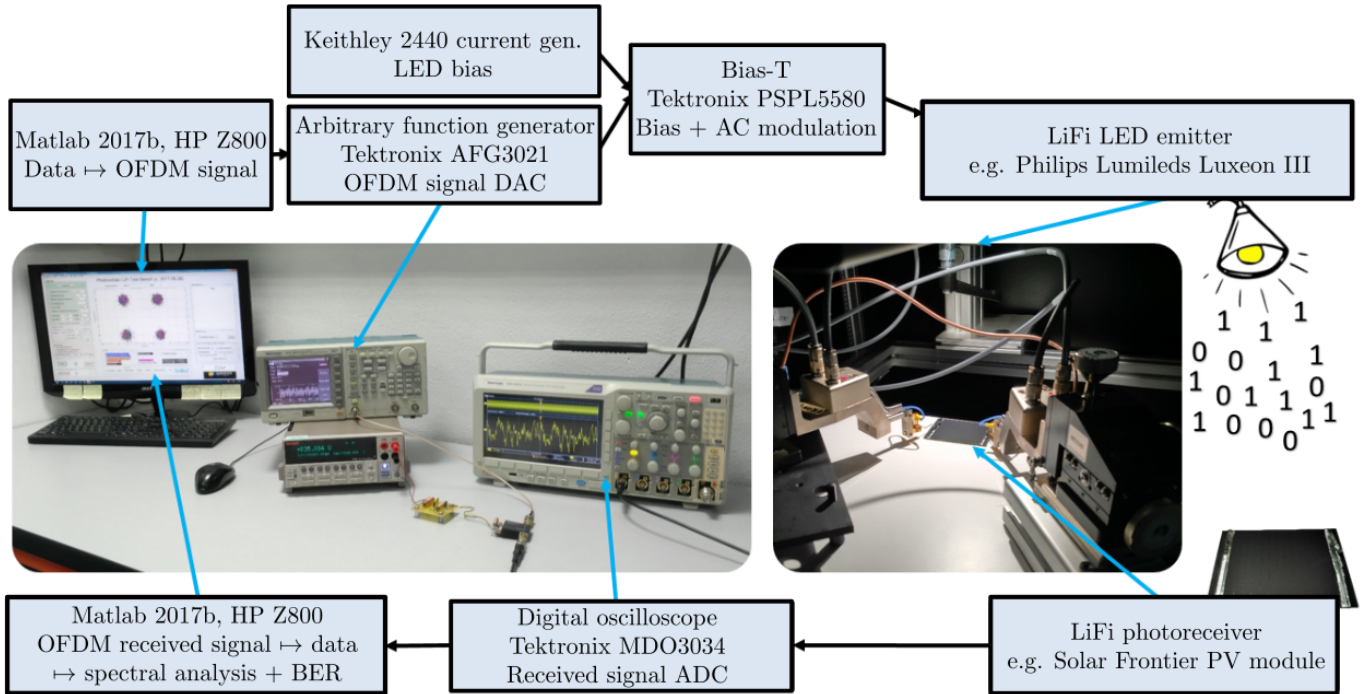 Keithley 2440 current gen.
LED bias
Bias-T
Tektronix PSPL5580
Bias + AC modulation
Matlab 2017b, HP Z800
Data ↦ OFDM signal
Arbitrary function generator
Tektronix AFG3021
OFDM signal DAC
LiFi LED emitter
e.g. Philips Lumileds Luxeon III
1
1
1
0
0
1
1
1
0
1
1
0
1
0
0
1
1
0
Matlab 2017b, HP Z800
OFDM received signal ↦ data
↦ spectral analysis + BER
Digital oscilloscope
Tektronix MDO3034
Received signal ADC
LiFi photoreceiver
e.g. Solar Frontier PV module